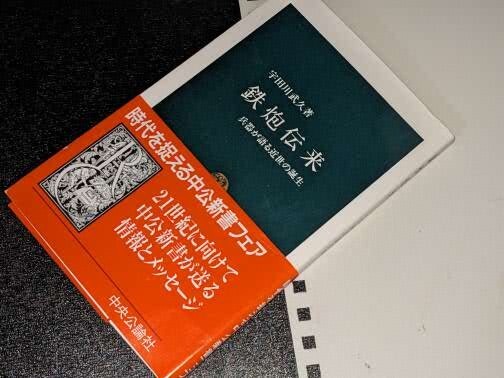 宇田川武久著
鉄炮伝来
兵器が語る近世の誕生
時代を捉える中公新書フェア
21世紀に向けて
中公新書が送る
情報とメッセージ
中央公論社